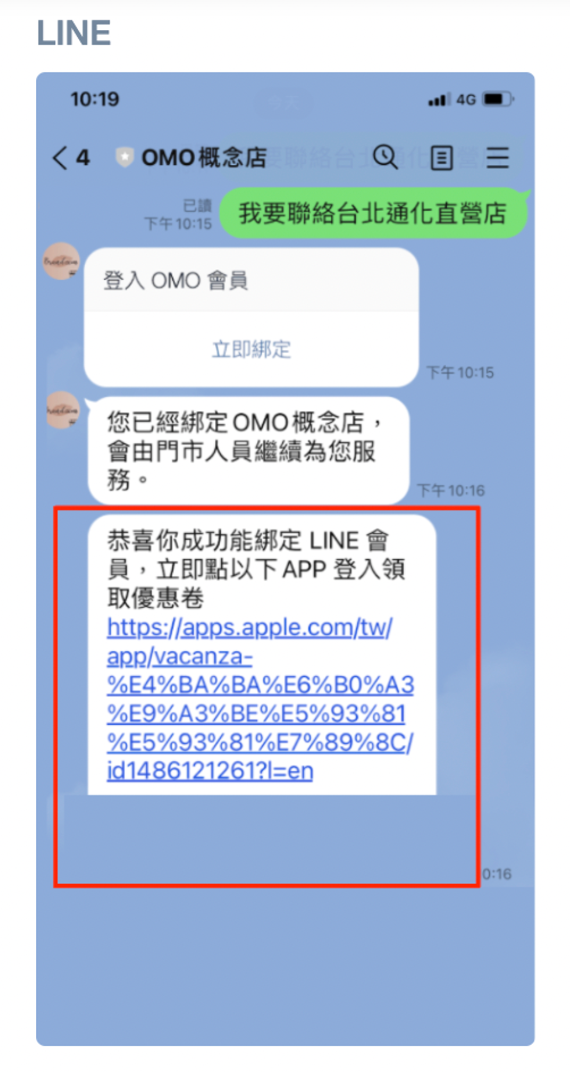 LINE
10:19
4G
4
OMO概念店
已讀
下午10:15
我要聯絡台北通化直營店
登入 OMO 會員
立即綁定
下午10:15
您已經綁定OMO概念店，
會由門市人員繼續為您服
務。
下午10:16
恭喜你成功能綁定 LINE 會
員，立即點以下 APP 登入領
取優惠卷
https://apps.apple.com/tw/
app/vacanza-
%E4%BA%BA%E6%B0%A3
%E9%A3%BE%E5%93%81
%E5%93%81%E7%89%8C/
id1486121261?l=en
0:16